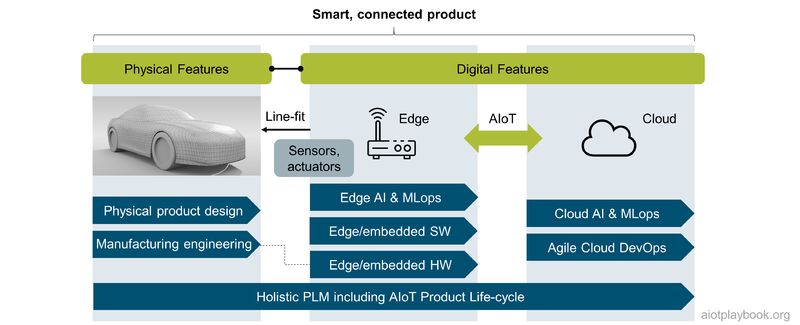 Smart, connected product
Physical Features
Digital Features
Line-fit
Edge
AIoT
Cloud
Sensors,
actuators
Physical product design
Manufacturing engineering
Edge AI & MLops
Edge/embedded SW
Edge/embedded HW
Cloud AI & MLops
Agile Cloud DevOps
Holistic PLM including AIoT Product Life-cycle
aiotplaybook.org